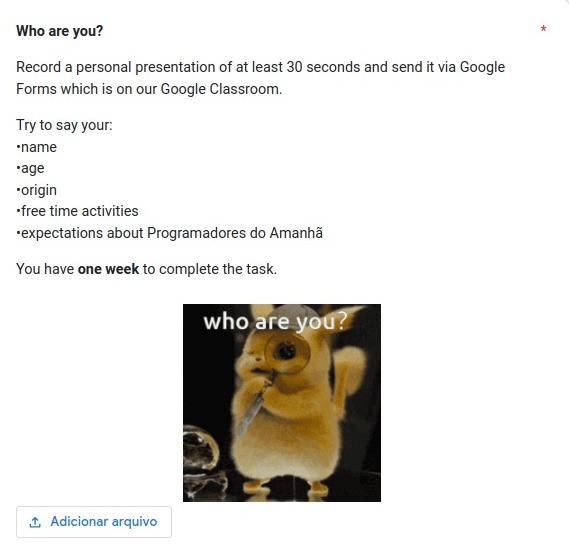 Who are you? *
Record a personal presentation of at least 30 seconds and send it via Google
Forms which is on our Google Classroom.
Try to say your:
•name
•age
•origin
•free time activities
•expectations about Programadores do Amanhã
You have one week to complete the task.
who are you?
Adicionar arquivo